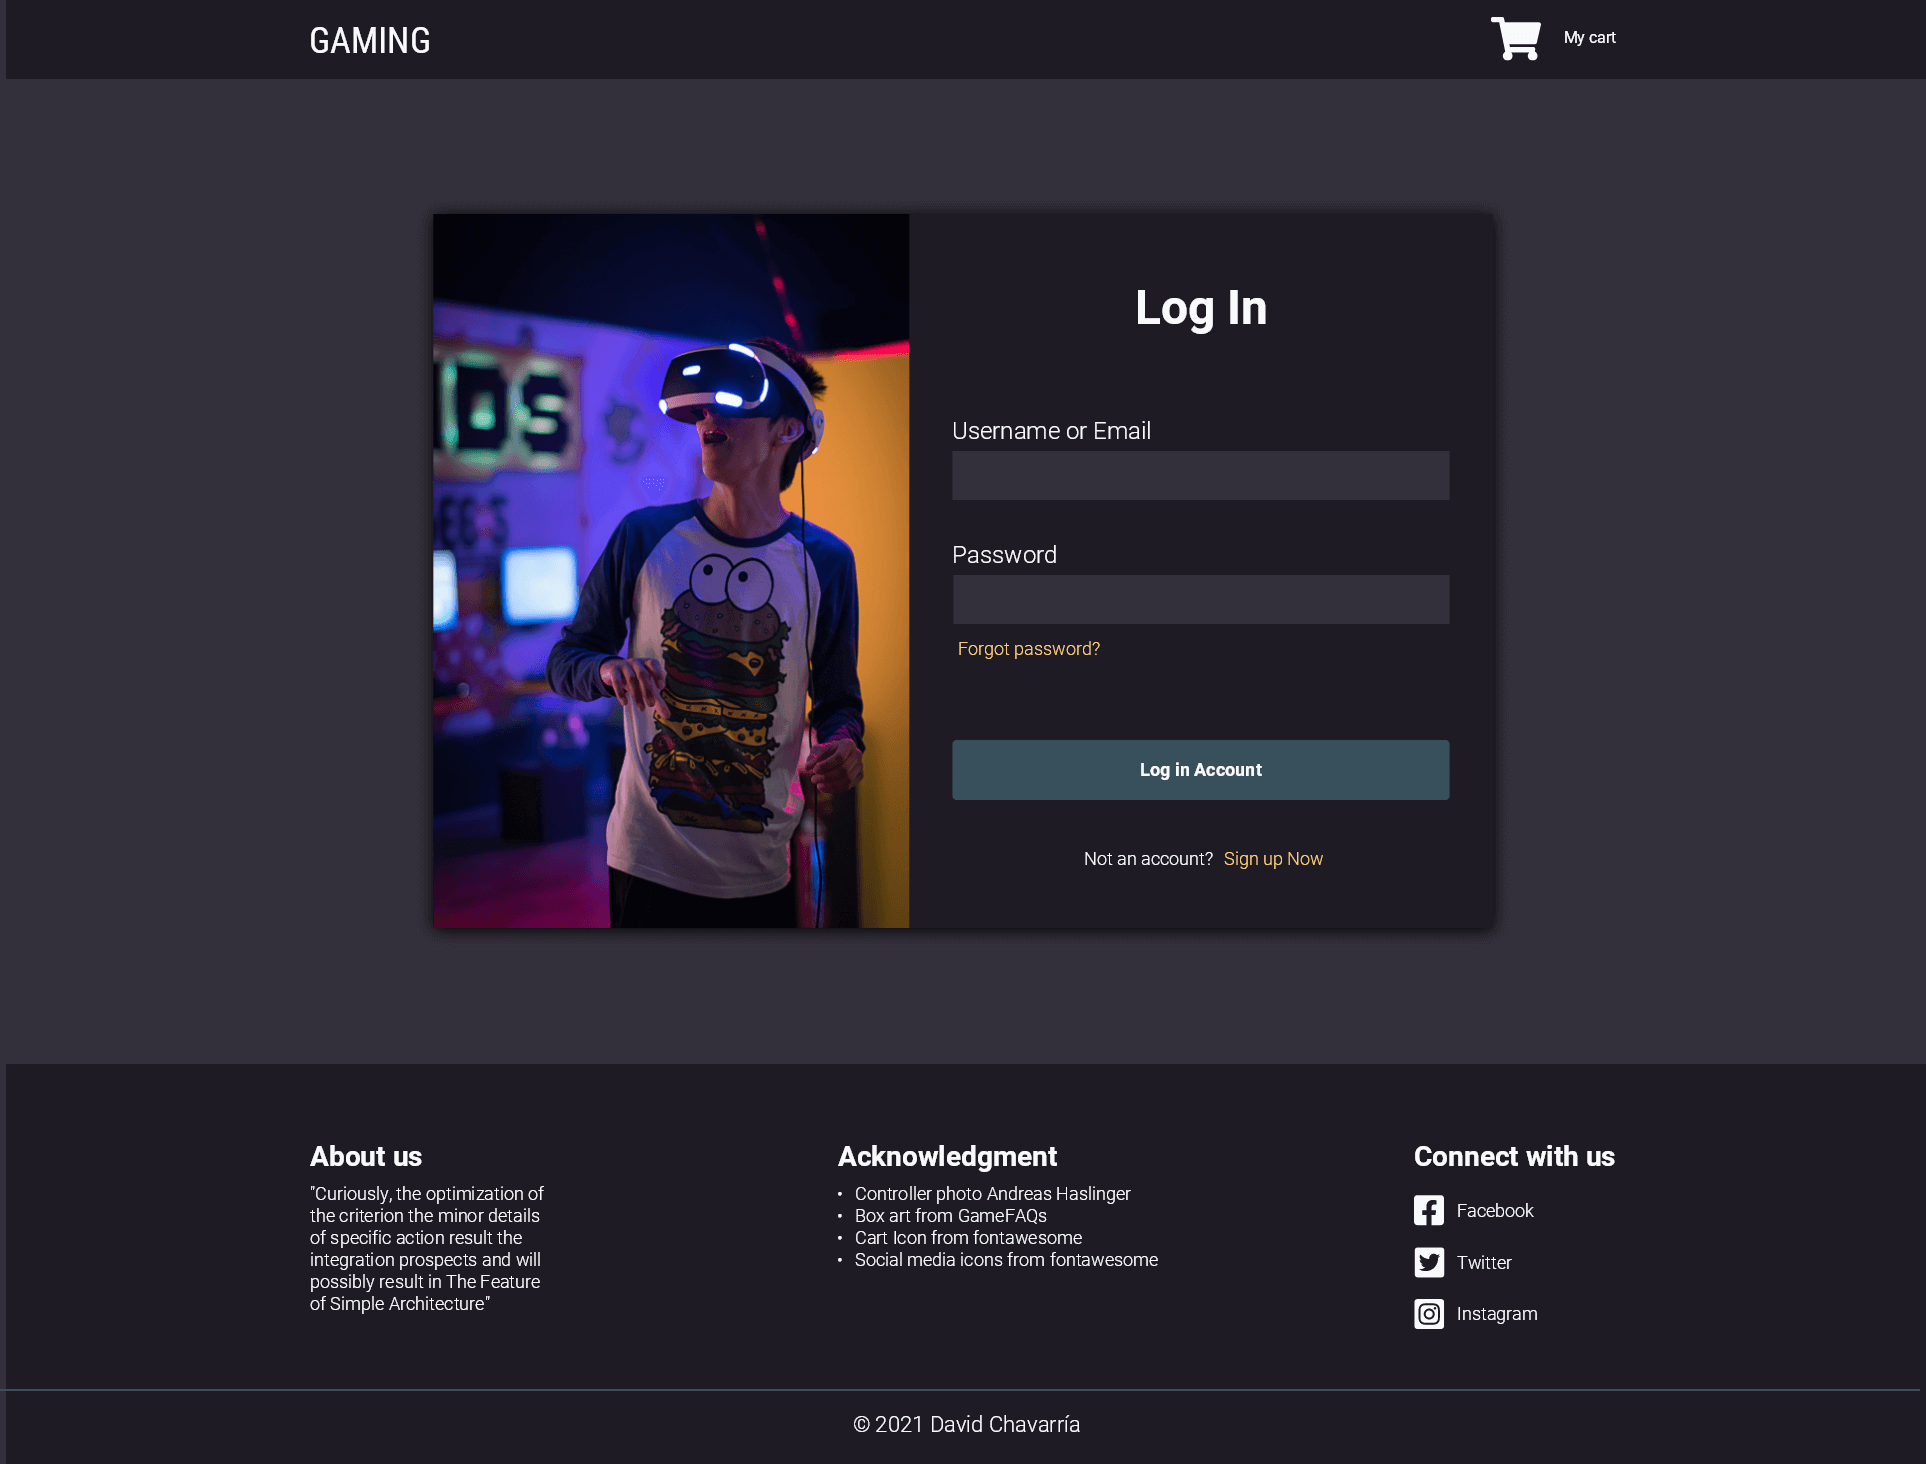 GAMING
My cart
Log In
Username or Email
Password
Forgot password?
Log in Account
Not an account? Sign up Now
About us
"Curiously, the optimization of
the criterion the minor details
of specific action result the
integration prospects and will
possibly result in The Feature
of Simple Architecture"
Acknowledgment
• Controller photo Andreas Haslinger
• Box art from GameFAQs
• Cart Icon from fontawesome
• Social media icons from fontawesome
Connect with us
Facebook
Twitter
Instagram
© 2021 David Chavarría